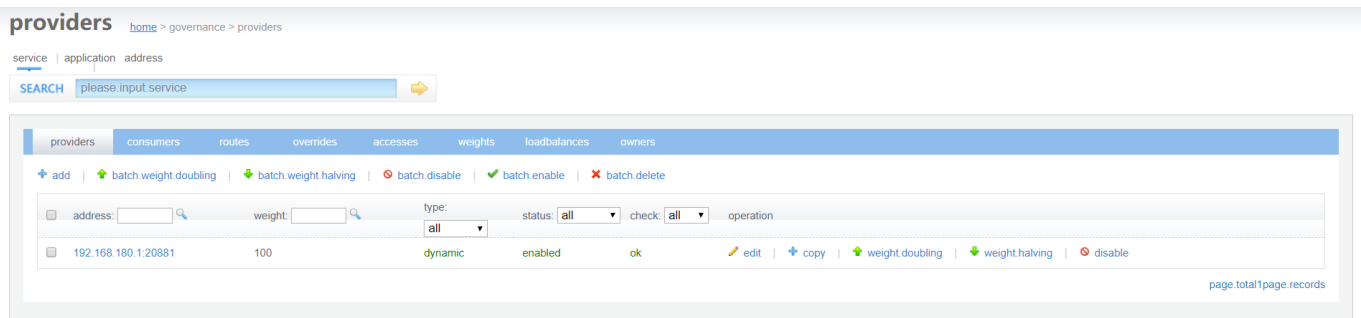 providers home > governance > providers
service | application address
SEARCH please.input.service
providers consumers routes overrides accesses weights loadbalances owners
add | batch.weight.doubling | batch.weight.halving | batch.disable | batch.enable | batch.delete
address: weight: type: all status: all check: all operation
192.168.180.1:20881 100 dynamic enabled ok edit | copy | weight.doubling | weight.halving | disable
page.total1page.records